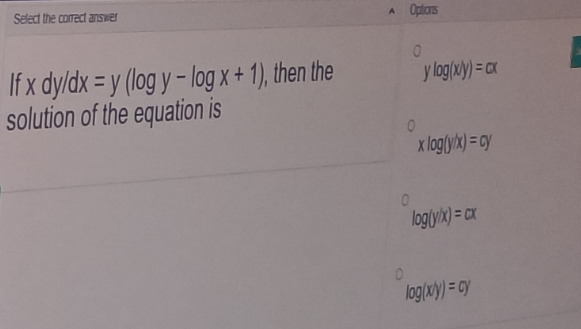 Select the correct answer
If x dy/dx = y (log y – log x + 1), then the
solution of the equation is
Options
y log(x/y) = cx
x log(y/x) = cy
log(y/x) = cx
log(x/y) = cy